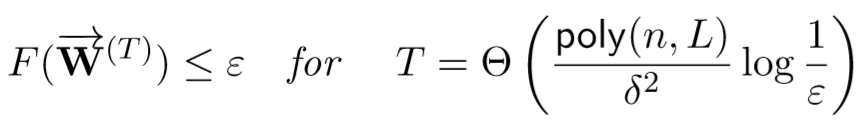 $F(\overrightarrow{\mathbf{W}}^{(T)}) \leq \varepsilon \quad \textit{for} \quad T = \Theta\left(\frac{\mathsf{poly}(n, L)}{\delta^2} \log \frac{1}{\varepsilon}\right)$